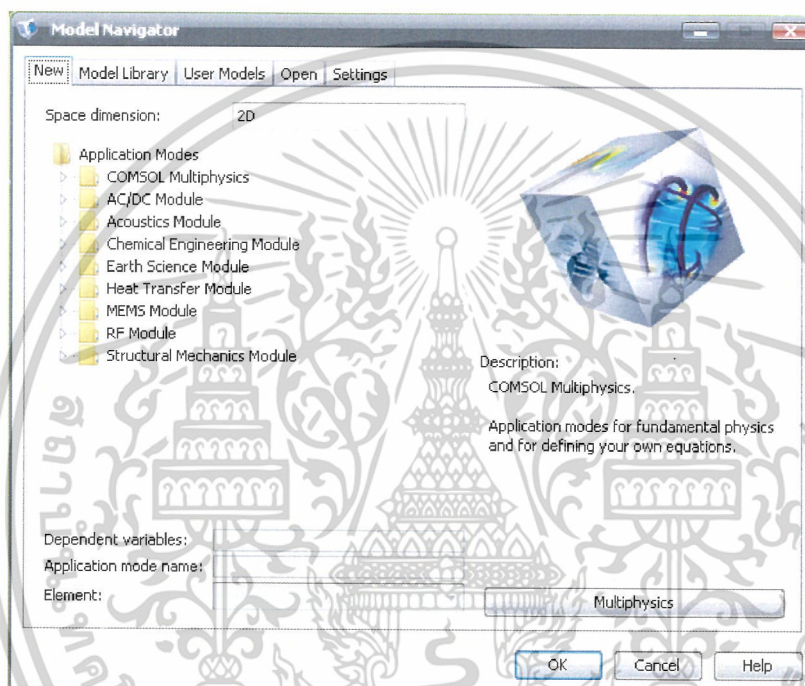 Model Navigator
New Model Library User Models Open Settings
Space dimension: 2D
Application Modes
COMSOL Multiphysics
AC/DC Module
Acoustics Module
Chemical Engineering Module
Earth Science Module
Heat Transfer Module
MEMS Module
RF Module
Structural Mechanics Module
Description:
COMSOL Multiphysics.
Application modes for fundamental physics
and for defining your own equations.
Dependent variables:
Application mode name:
Element:
Multiphysics
OK Cancel Help